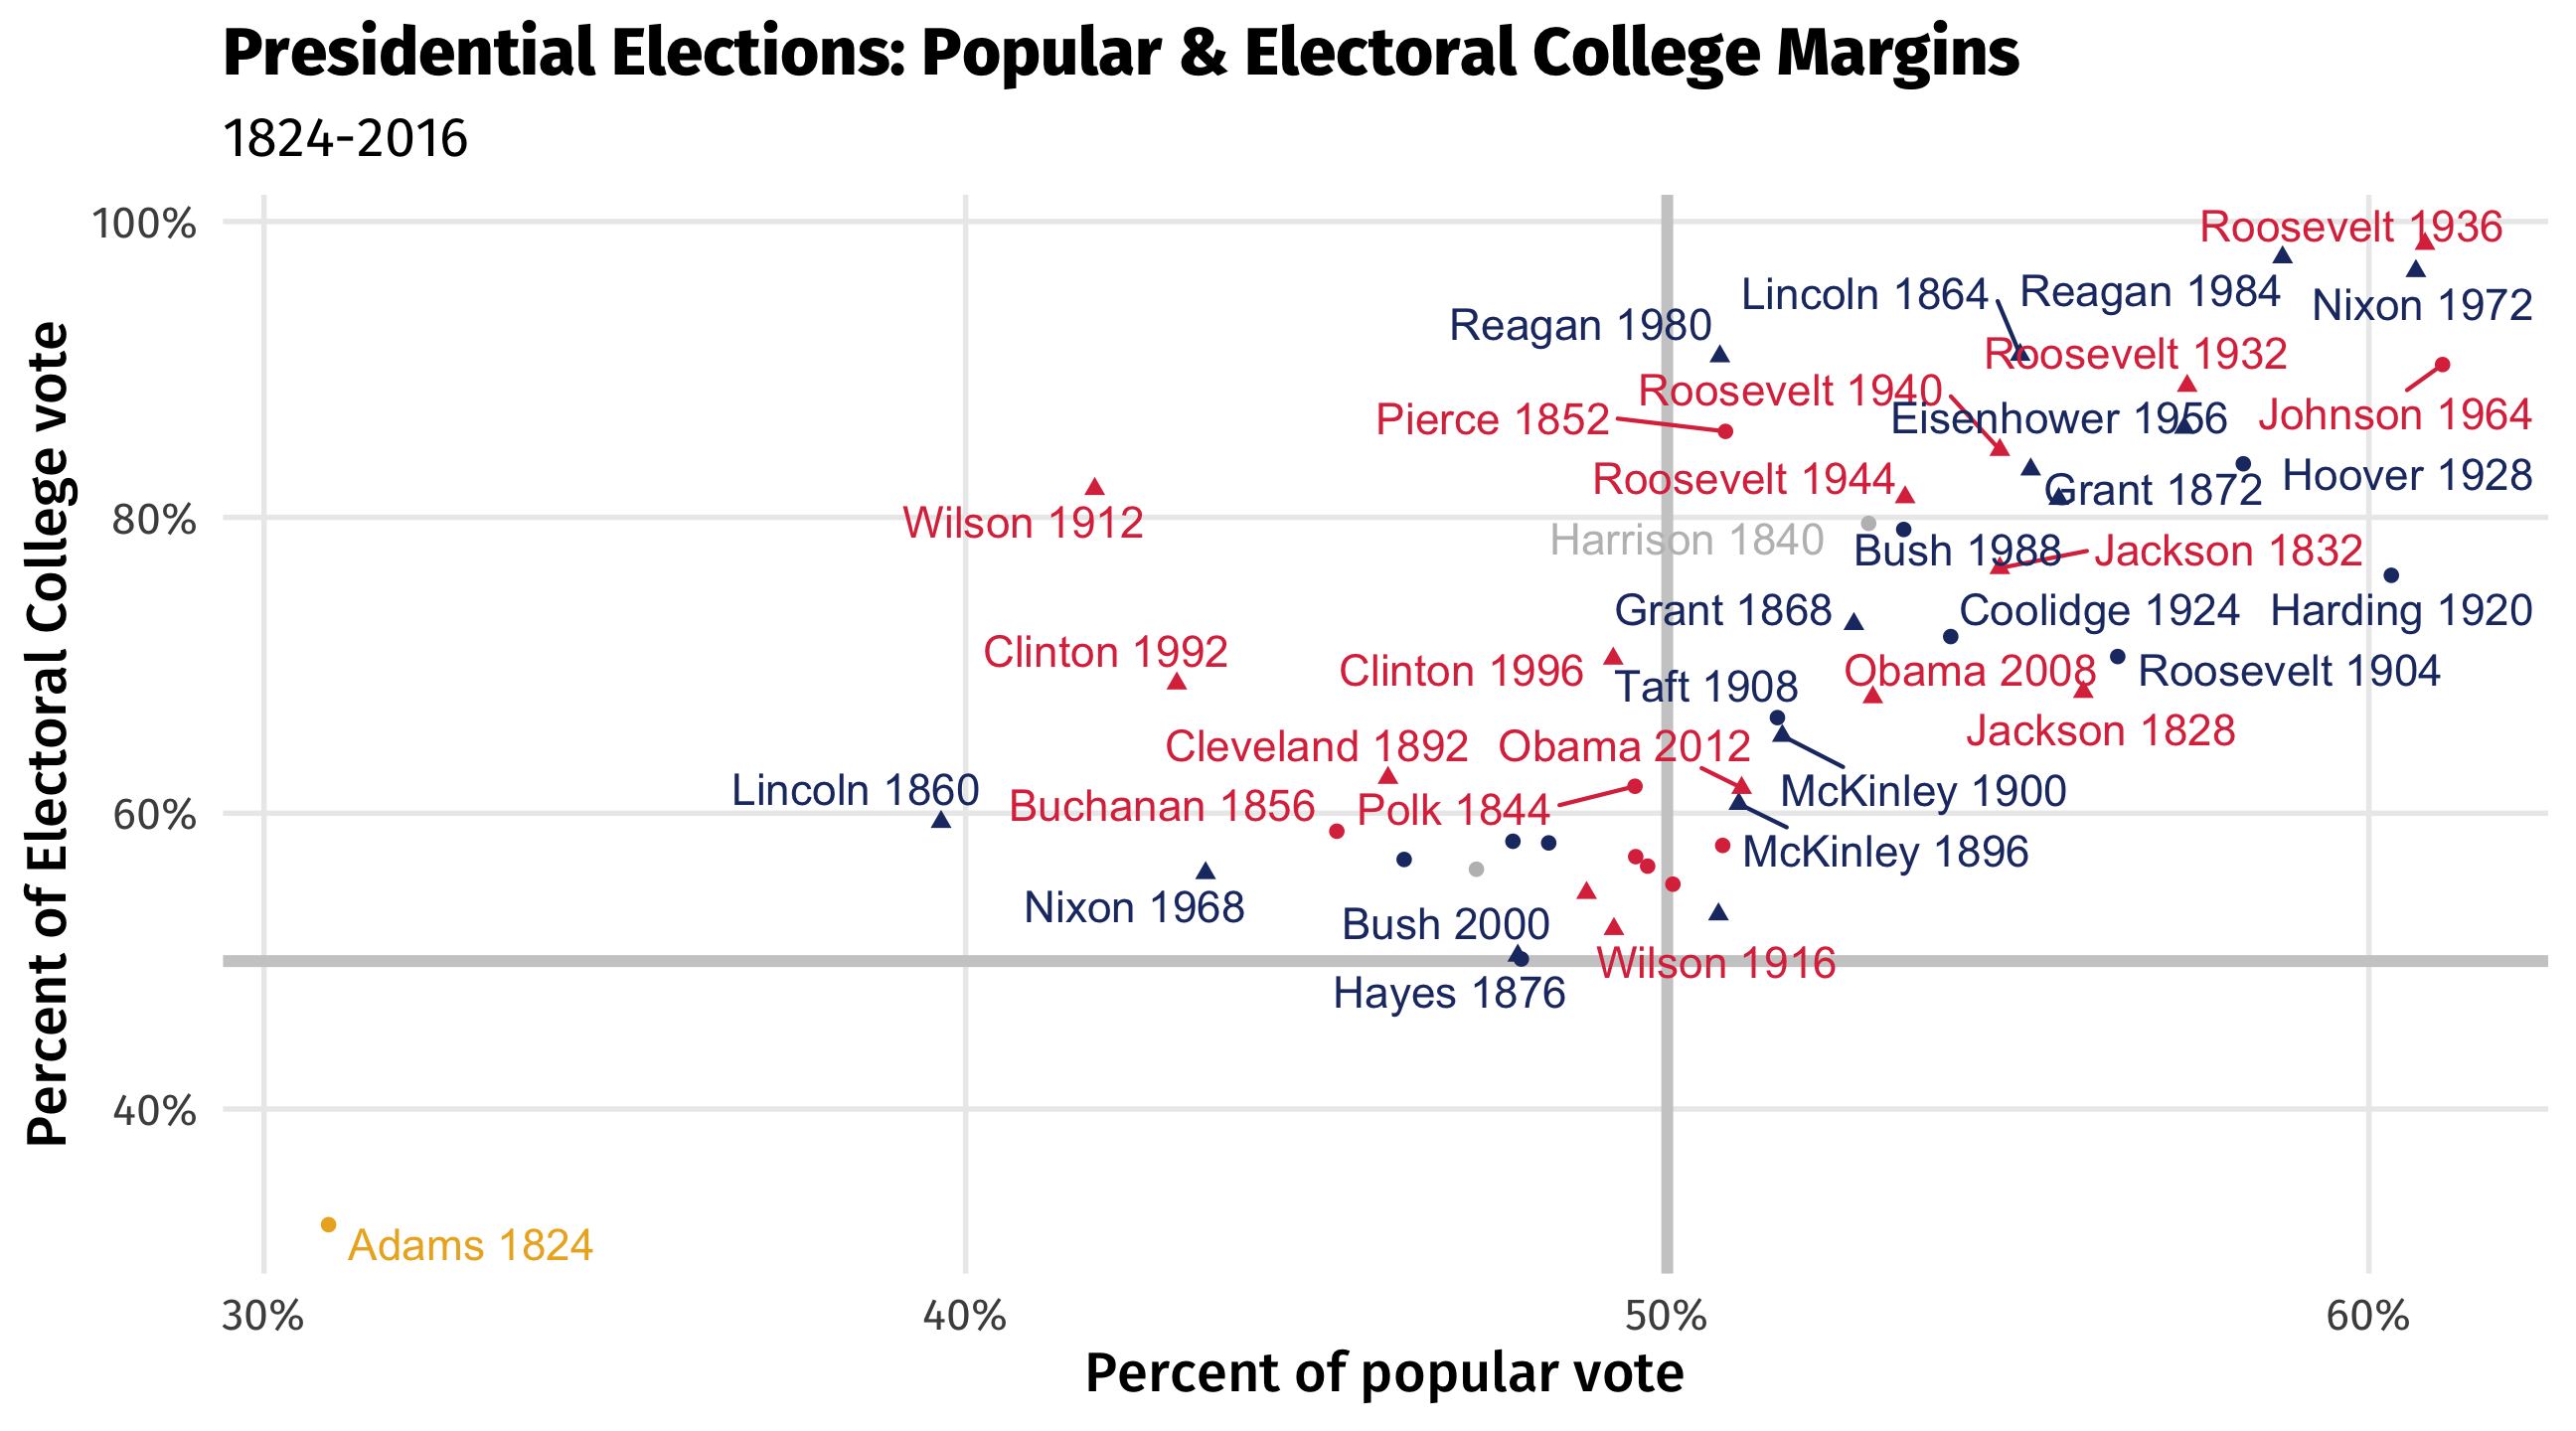 Presidential Elections: Popular & Electoral College Margins
1824-2016
Percent of Electoral College vote
100%
80%
60%
40%
Roosevelt 1936
Lincoln 1864
Reagan 1984
Nixon 1972
Reagan 1980
Roosevelt 1932
Roosevelt 1940
Pierce 1852
Eisenhower 1956
Johnson 1964
Roosevelt 1944
Grant 1872
Hoover 1928
Wilson 1912
Harrison 1840
Bush 1988
Jackson 1832
Grant 1868
Coolidge 1924
Harding 1920
Clinton 1992
Clinton 1996
Taft 1908
Obama 2008
Roosevelt 1904
Jackson 1828
Cleveland 1892
Obama 2012
Lincoln 1860
Buchanan 1856
Polk 1844
McKinley 1900
McKinley 1896
Nixon 1968
Bush 2000
Wilson 1916
Hayes 1876
Adams 1824
30%
40%
50%
60%
Percent of popular vote